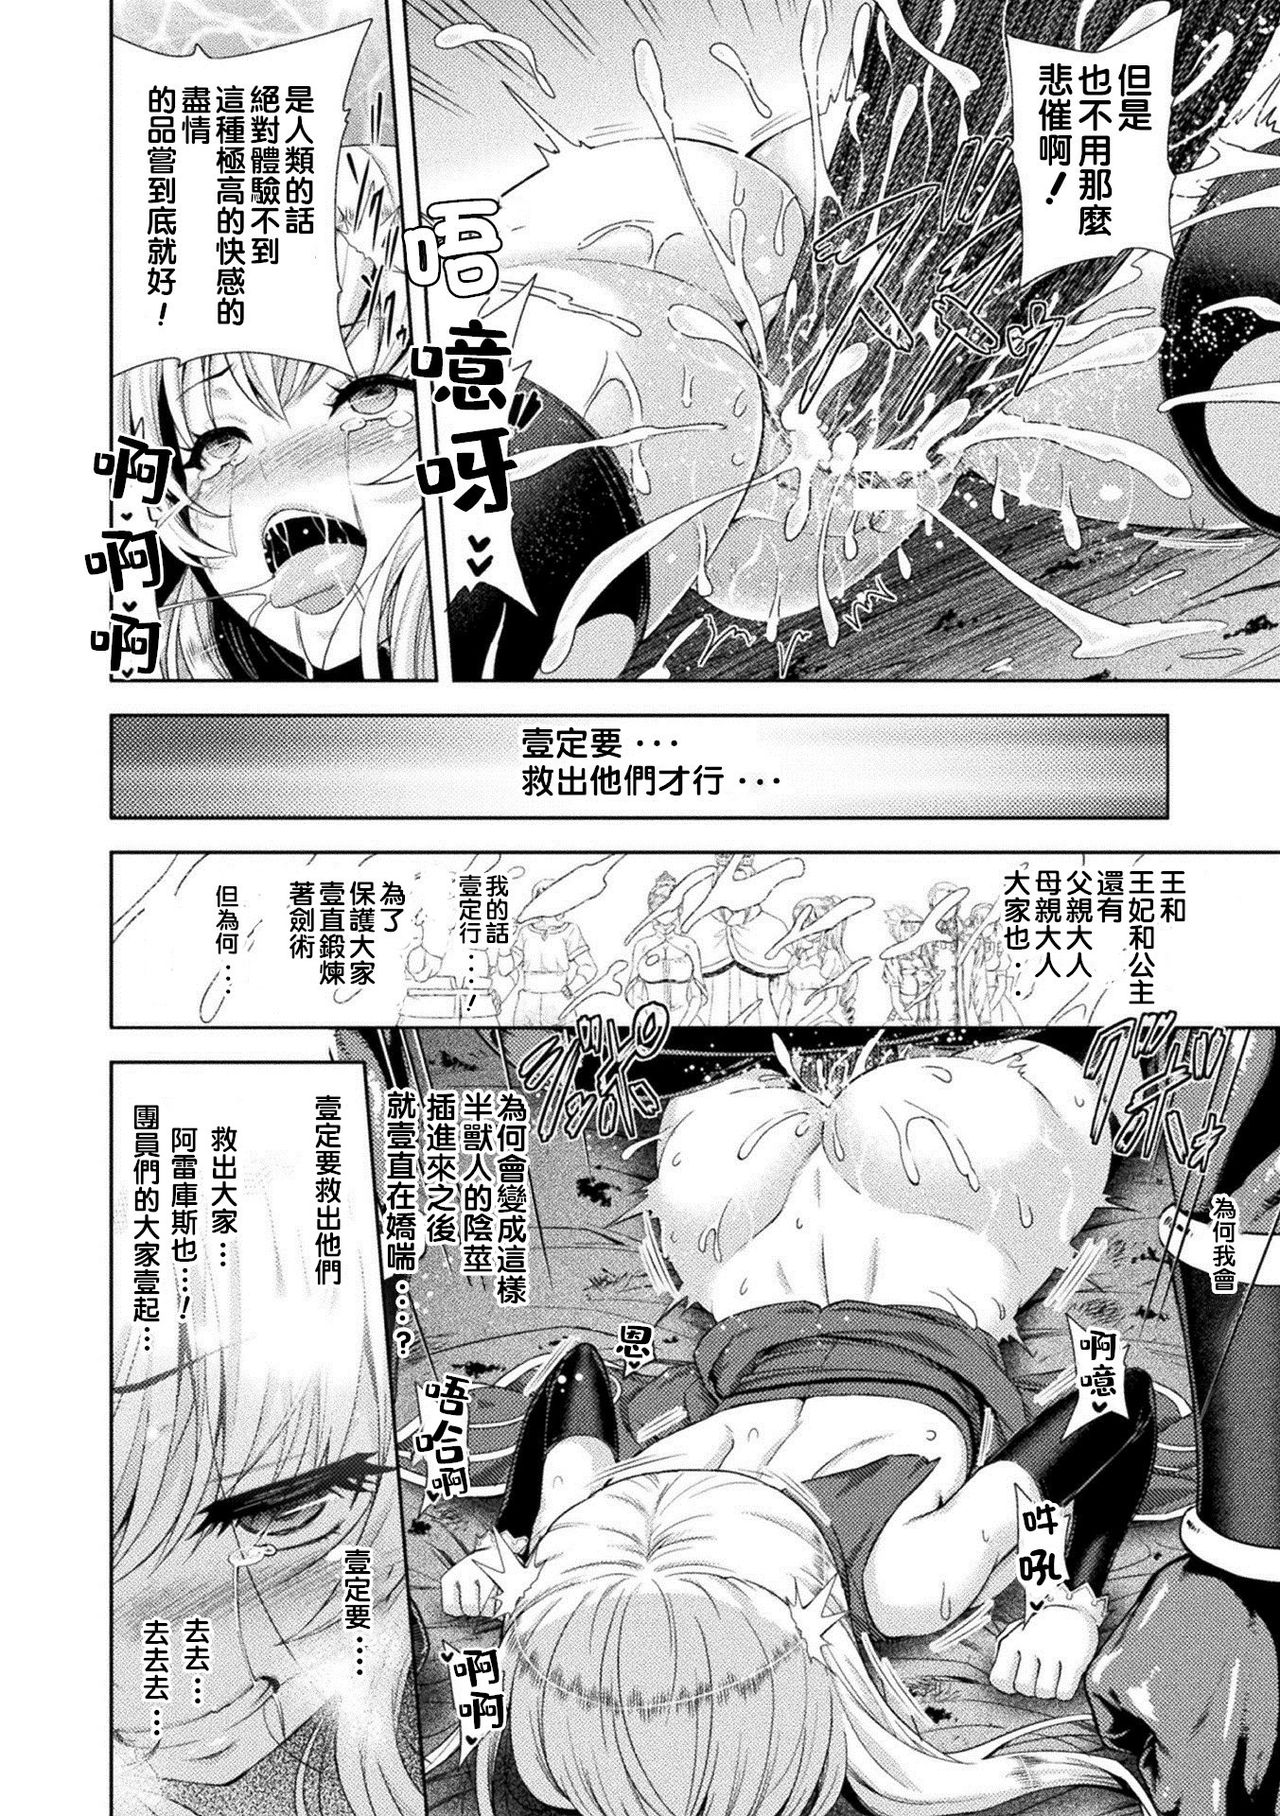 但是
也不用那麼
悲催啊！
是人類的話
絕對體驗不到
這種極高的快感的
盡情
的品嘗到底就好！
唔
噫
呀
啊
啊
啊
壹定要・・・
救出他們才行・・・
王和
王妃和公主
還有
父親大人
母親大人
大家也・
我的話
壹定行・・・・！
為了
保護大家
壹直鍛煉
著劍術
但為何・・・
為何我會
為何會變成這樣
半獸人的陰莖
插進來之後
就壹直在嬌喘・・・・？
啊噫
恩
唔
哈
啊
吽
吼
啊
啊
壹定要救出他們
救出大家・・・
阿雷庫斯也・・・！
團員們的大家壹起・・・
壹定要・・・
去去・・・
去去去・・・